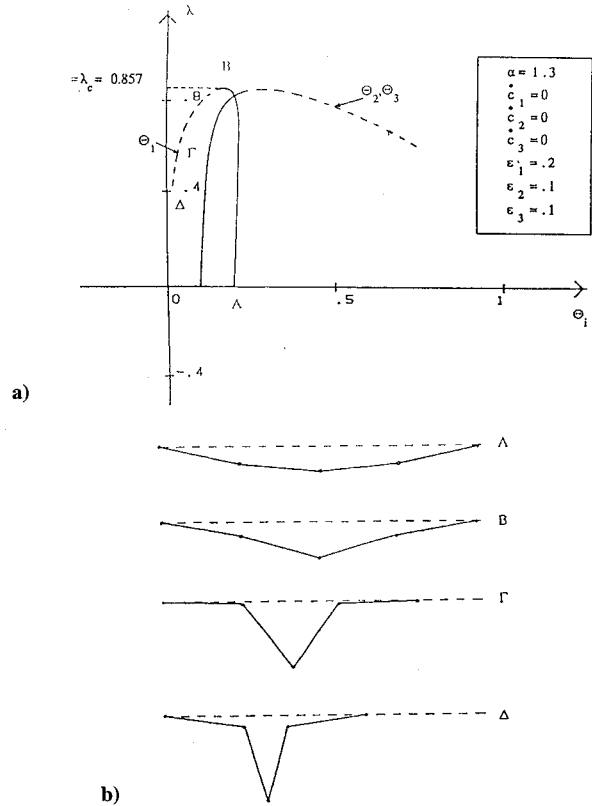 λ
B
=λc = 0.857
.8
Θ1
Γ
.4
Δ
Θ2,Θ3
α = 1.3
ċ1 = 0
ċ2 = 0
ċ3 = 0
ε1 = .2
ε2 = .1
ε3 = .1
0
Λ
.5
1
Θi
-.4
a)
Λ
B
Γ
Δ
b)